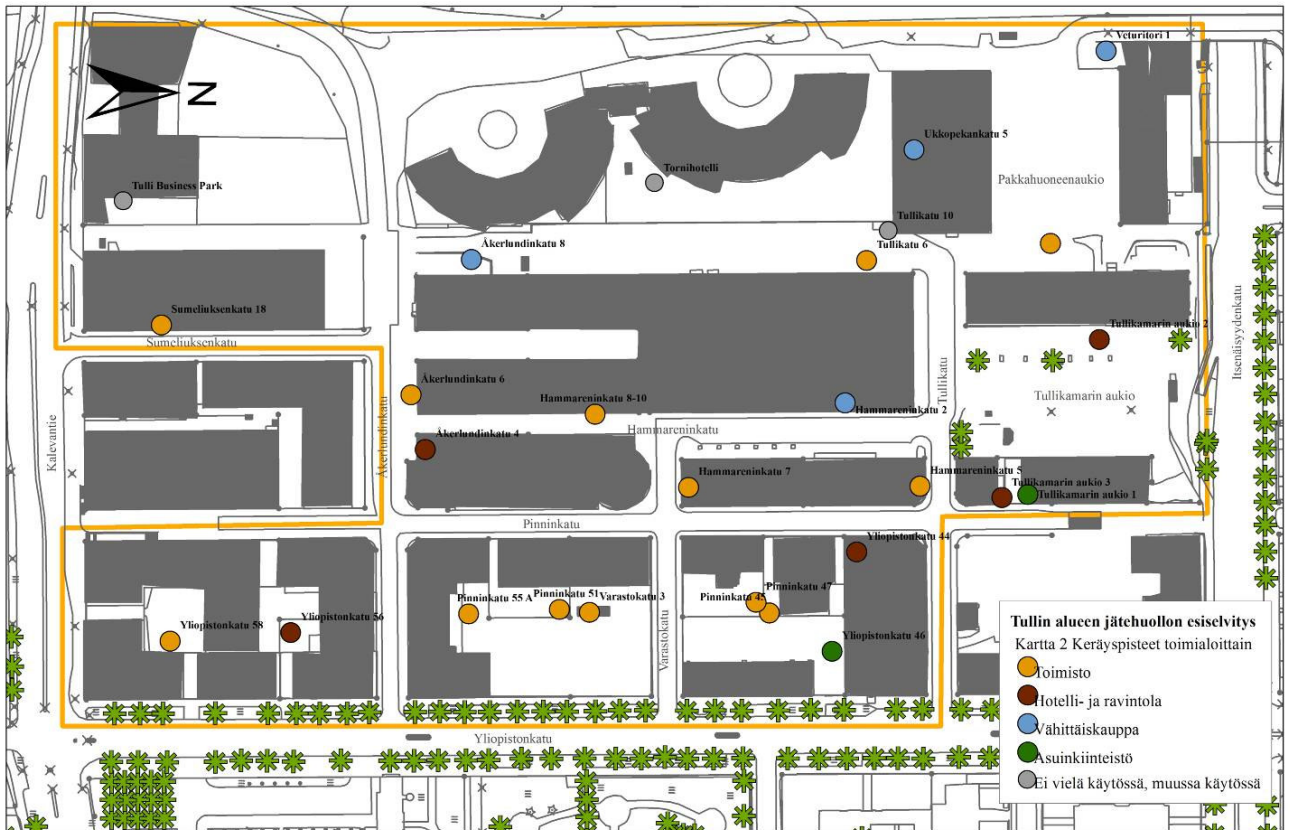 Veturitori 1
N
Ukkopekankatu 5
Tornihotelli
Pakkahuoneenaukio
Tulli Business Park
Tullikatu 10
Åkerlundinkatu 8
Tullikatu 6
Sumeliuksenkatu 18
Tullikamarin aukio 2
Sumeliuksenkatu
Itsenäisyydenkatu
Tullikatu
Åkerlundinkatu 6
Hammareninkatu 8-10
Tullikamarin aukio
Hammareninkatu 2
Kalevantie
Åkerlundinkatu
Åkerlundinkatu 4
Hammareninkatu
Hammareninkatu 7
Hammareninkatu 5
Tullikamarin aukio 3
Tullikamarin aukio 1
Pinninkatu
Yliopistonkatu 44
Pinninkatu 55 A
Pinninkatu 51
Varastokatu 3
Pinninkatu 47
Pinninkatu 45
Yliopistonkatu 58
Yliopistonkatu 56
Varastokatu
Yliopistonkatu 46
Yliopistonkatu
Tullin alueen jätehuollon esiselvitys
Kartta 2 Keräyspisteet toimialoittain
Toimisto
Hotelli- ja ravintola
Vähittäiskauppa
Asuinkiinteistö
Ei vielä käytössä, muussa käytössä